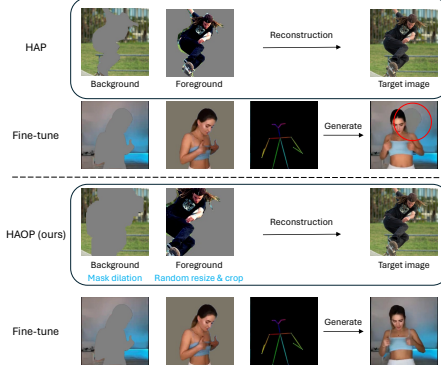 HAP
Background
Foreground
Reconstruction
Target image
Fine-tune
Generate
HAOP (ours)
Background
Foreground
Reconstruction
Target image
Mask dilation
Random resize & crop
Fine-tune
Generate